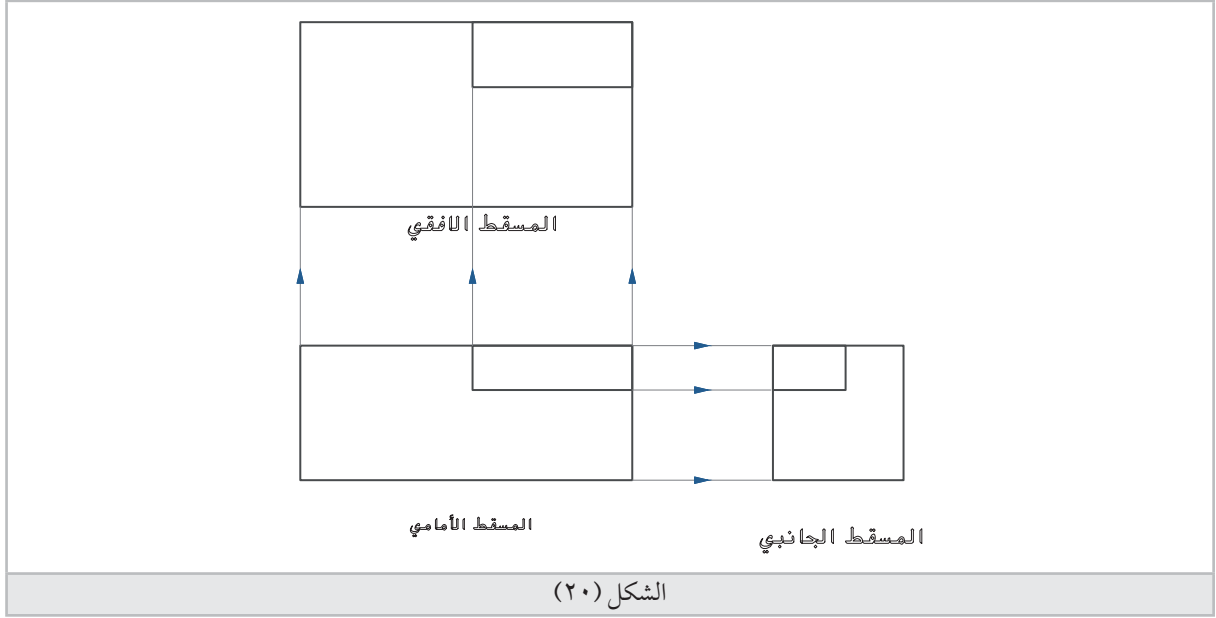 المسقط الافقي
المسقط الأمامي
المسقط الجانبي
الشكل (٢٠)